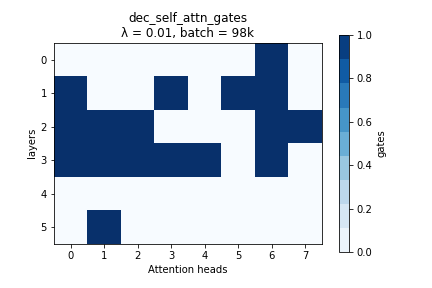 dec_self_attn_gates
λ = 0.01, batch = 98k
layers
0
1
2
3
4
5
0 1 2 3 4 5 6 7
Attention heads
1.0
0.8
0.6
0.4
0.2
0.0
gates